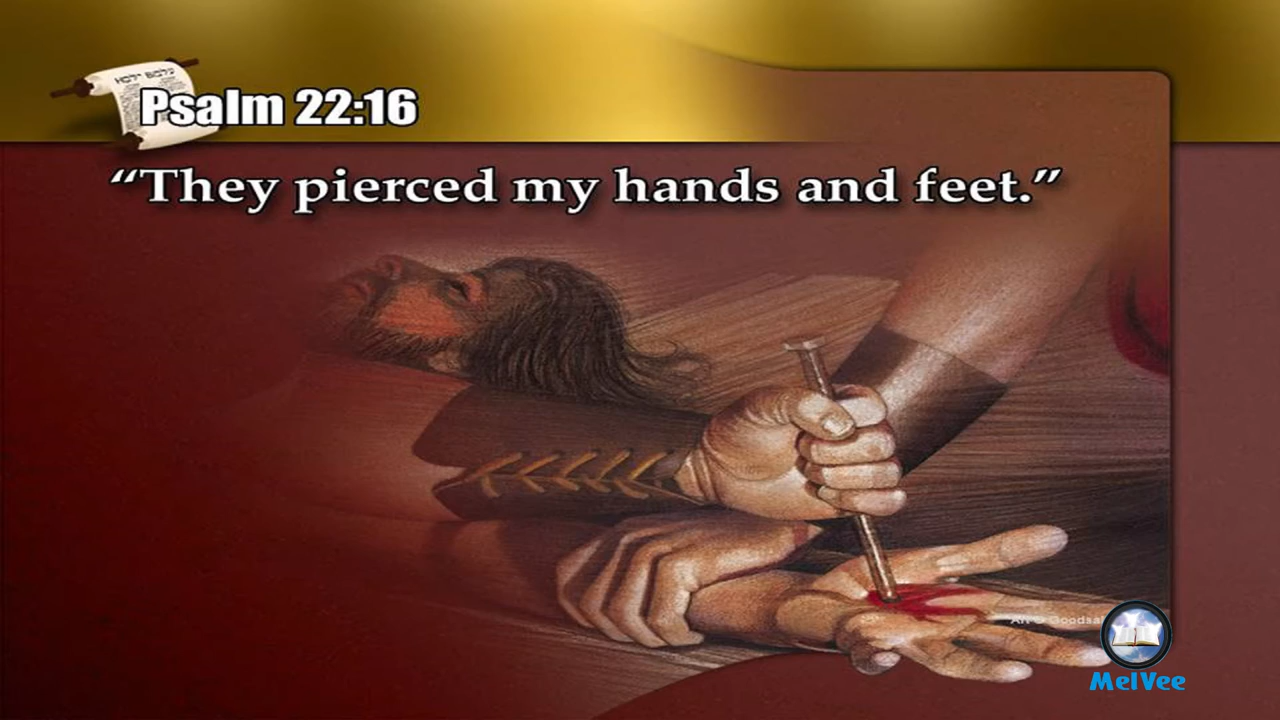 Psalm 22:16
“They pierced my hands and feet.”
MelVee